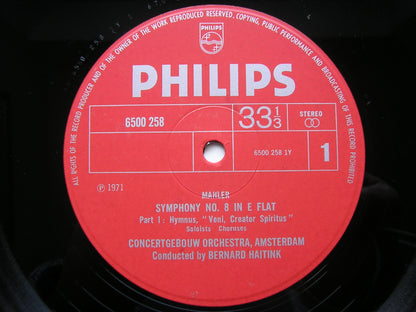 ALL RIGHTS OF THE RECORD PRODUCER AND OF THE OWNER OF THE WORK REPRODUCED RESERVED. COPYING, PUBLIC PERFORMANCE AND BROADCASTING OF THIS RECORD PROHIBITED
PHILIPS
PHILIPS
6500 258
33 1/3
STEREO
6500 258 1Y
1
Ⓟ 1971
MAHLER
SYMPHONY NO. 8 IN E FLAT
Part I: Hymnus, "Veni, Creator Spiritus"
Soloists Choruses
CONCERTGEBOUW ORCHESTRA, AMSTERDAM
Conducted by BERNARD HAITINK